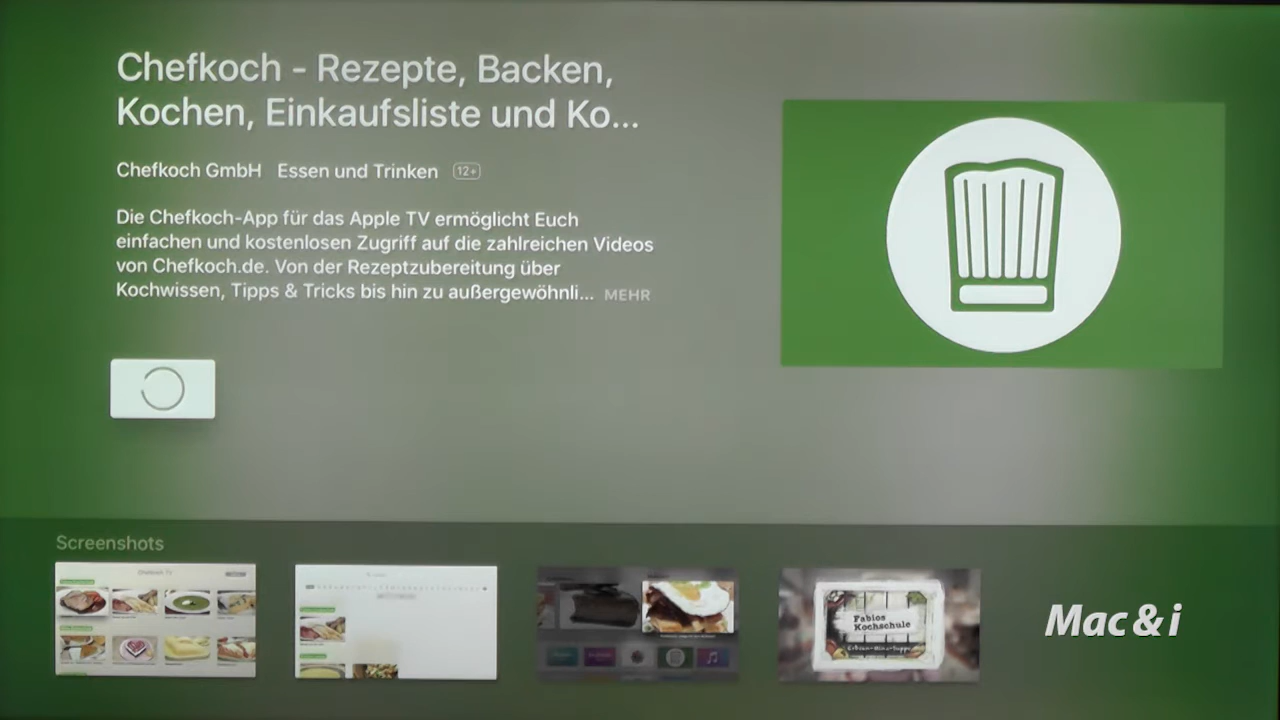 Chefkoch - Rezepte, Backen,
Kochen, Einkaufsliste und Ko...
Chefkoch GmbH Essen und Trinken 12+
Die Chefkoch-App für das Apple TV ermöglicht Euch
einfachen und kostenlosen Zugriff auf die zahlreichen Videos
von Chefkoch.de. Von der Rezeptzubereitung über
Kochwissen, Tipps & Tricks bis hin zu außergewöhnli... MEHR
Screenshots
Chefkoch TV
Fabios
Kochschule
Mac & i